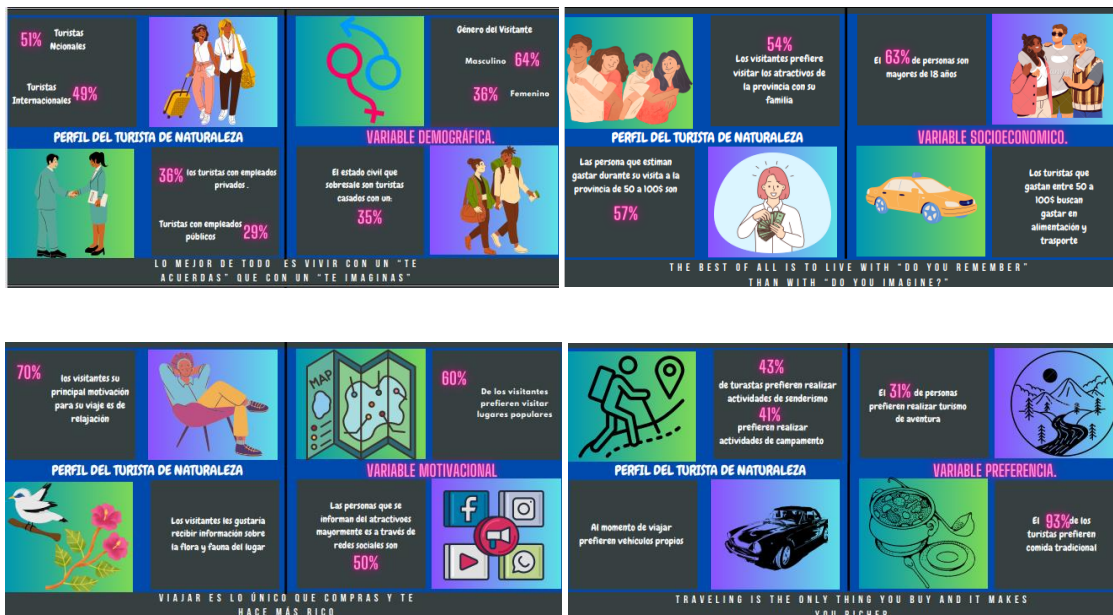 51%
Turistas
Ncionales
Turistas
Internacionales 49%
Género del Visitante
Masculino 64%
36% Femenino
PERFIL DEL TURISTA DE NATURALEZA
VARIABLE DEMOGRÁFICA.
36% los turistas con empleados
privados .
Turistas con empleados
públicos 29%
El estado civil que
sobresale son turistas
casados con un:
35%
LO MEJOR DE TODO ES VIVIR CON UN "TE
ACUERDAS" QUE CON UN "TE IMAGINAS"
54%
Los visitantes prefiere
visitar los atractivos de
la provincia con su
familia
El 63% de personas son
mayores de 18 años
PERFIL DEL TURISTA DE NATURALEZA
VARIABLE SOCIOECONOMICO.
Las persona que estiman
gastar durante su visita a la
provincia de 50 a 100$ son
57%
Los turistas que
gastan entre 50 a
100$ buscan
gastar en
alimentación y
trasporte
THE BEST OF ALL IS TO LIVE WITH "DO YOU REMEMBER"
THAN WITH "DO YOU IMAGINE?"
70% los visitantes su
principal motivación
para su viaje es de
relajación
MAP
60%
De los visitantes
prefieren visitar
lugares populares
PERFIL DEL TURISTA DE NATURALEZA
VARIABLE MOTIVACIONAL
Los visitantes les gustaría
recibir información sobre
la flora y fauna del lugar
Las personas que se
informan del atractivoes
mayormente es a través de
redes sociales son
50%
VIAJAR ES LO ÚNICO QUE COMPRAS Y TE
HACE MÁS RICO
43%
de turastas prefieren realizar
actividades de senderismo
41%
prefieren realizar
actividades de campamento
El 31% de personas
prefieren realizar turismo
de aventura
PERFIL DEL TURISTA DE NATURALEZA
VARIABLE PREFERENCIA.
Al momento de viajar
prefieren vehículos propios
El 93% de los
turistas prefieren
comida tradicional
TRAVELING IS THE ONLY THING YOU BUY AND IT MAKES
YOU RICHER